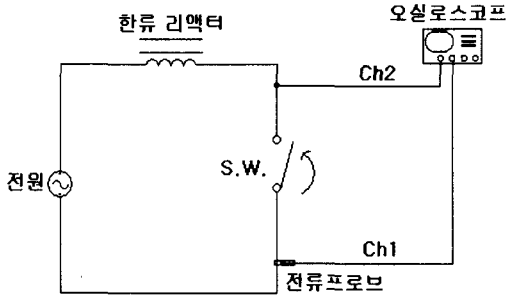 오실로스코프
한류 리액터
Ch2
전원
S.W.
Ch1
전류프로브